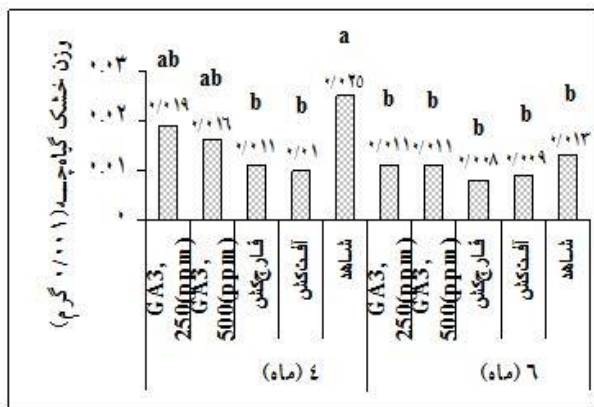 وزن خشک گیاهچـــه(۰/۰۰۱ گرم)
۰.۰۳
۰.۰۲
۰.۰۱
۰
ab
ab
b
b
a
b
b
b
b
b
۰/۰۱۹
۰/۰۱۶
۰/۰۱۱
۰/۰۱
۰/۰۲۵
۰/۰۱۱
۰/۰۱۱
۰/۰۰۸
۰/۰۰۹
۰/۰۱۳
GA3,
250(ppm)
GA3,
500(ppm)
قارچ‌کش
آفت‌کش
شاهد
GA3,
250(ppm)
GA3,
500(ppm)
قارچ‌کش
آفت‌کش
شاهد
۴ (ماه)
۶ (ماه)